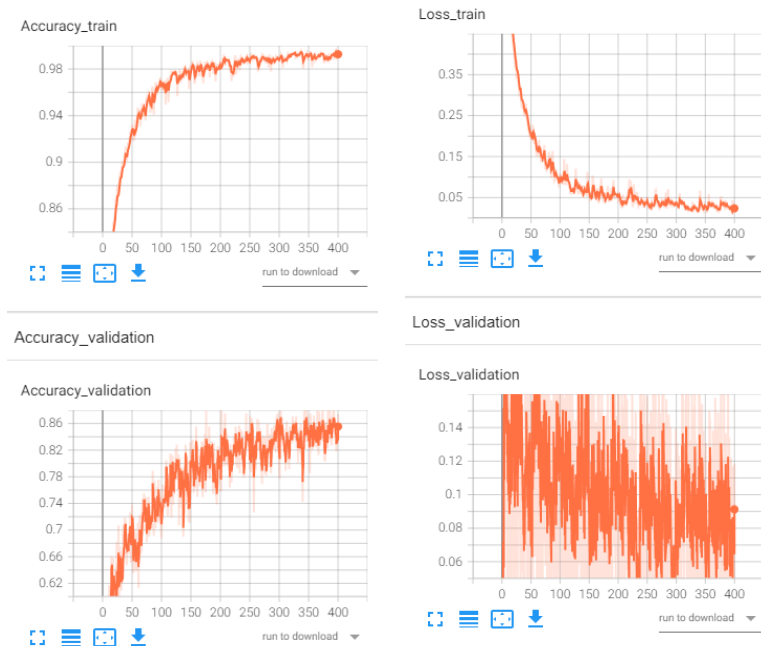 Accuracy_train
0.98
0.94
0.9
0.86
0 50 100 150 200 250 300 350 400
run to download
Loss_train
0.35
0.25
0.15
0.05
0 50 100 150 200 250 300 350 400
run to download
Accuracy_validation
Accuracy_validation
0.86
0.82
0.78
0.74
0.7
0.66
0.62
0 50 100 150 200 250 300 350 400
run to download
Loss_validation
Loss_validation
0.14
0.12
0.1
0.08
0.06
0 50 100 150 200 250 300 350 400
run to download